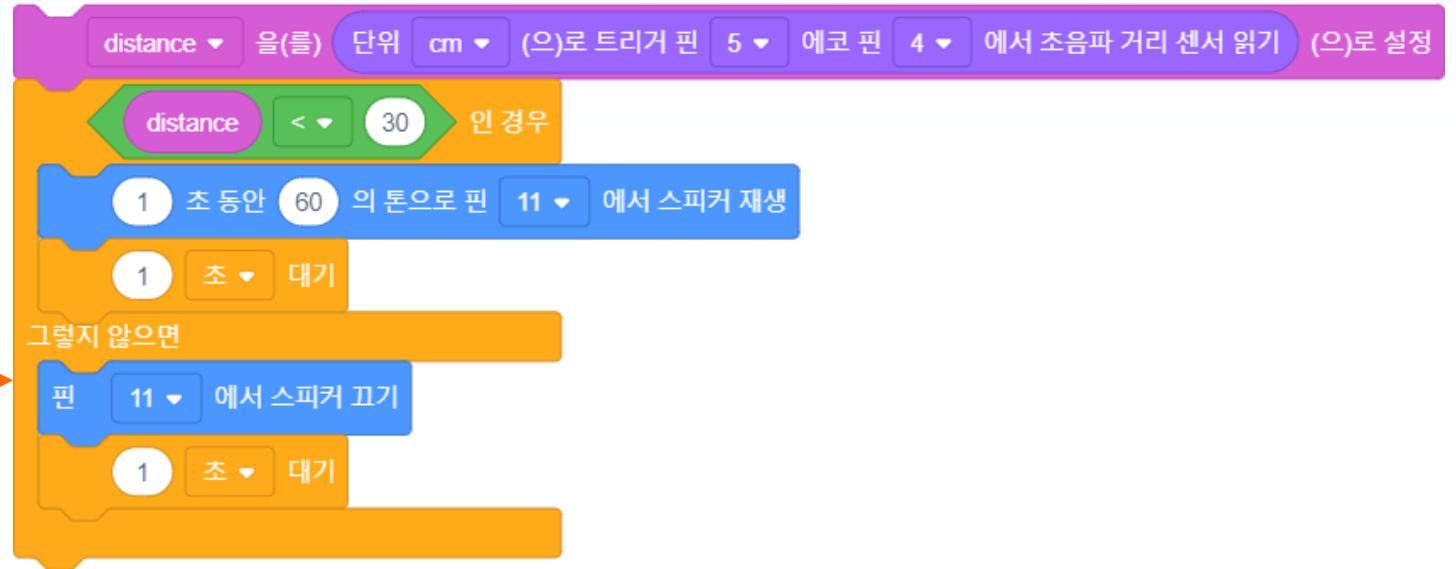 distance 을(를) 단위 cm (으)로 트리거 핀 5 에코 핀 4 에서 초음파 거리 센서 읽기 (으)로 설정
distance < 30 인 경우
1 초 동안 60 의 톤으로 핀 11 에서 스피커 재생
1 초 대기
그렇지 않으면
핀 11 에서 스피커 끄기
1 초 대기